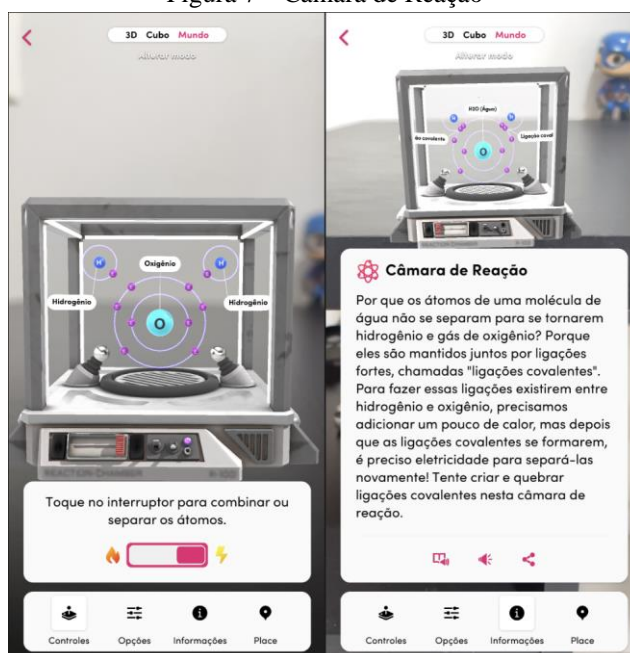 Figura 7 – Câmara de Reação
3D Cubo Mundo
Alterar modo
Oxigênio
H
H
Hidrogênio
Hidrogênio
O
REACTION CHAMBER
R-100
Toque no interruptor para combinar ou
separar os átomos.
Controles
Opções
Informações
Place
3D Cubo Mundo
Alterar modo
H2O (Água)
H
H
ão covalente
Ligação coval
O
Câmara de Reação
Por que os átomos de uma molécula de
água não se separam para se tornarem
hidrogênio e gás de oxigênio? Porque
eles são mantidos juntos por ligações
fortes, chamadas "ligações covalentes".
Para fazer essas ligações existirem entre
hidrogênio e oxigênio, precisamos
adicionar um pouco de calor, mas depois
que as ligações covalentes se formarem,
é preciso eletricidade para separá-las
novamente! Tente criar e quebrar
ligações covalentes nesta câmara de
reação.
Controles
Opções
Informações
Place